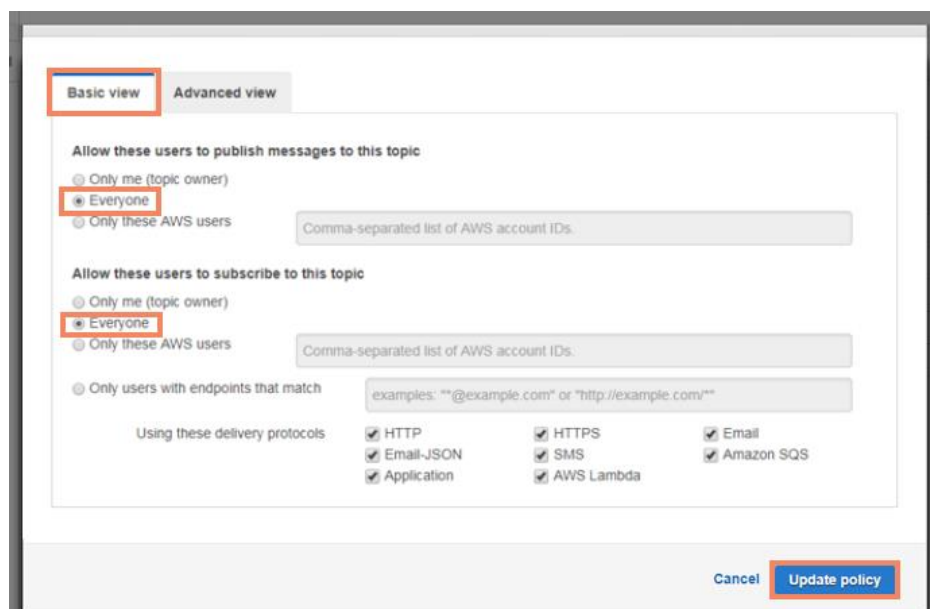 Basic view
Advanced view
Allow these users to publish messages to this topic
Only me (topic owner)
Everyone
Only these AWS users
Comma-separated list of AWS account IDs.
Allow these users to subscribe to this topic
Only me (topic owner)
Everyone
Only these AWS users
Comma-separated list of AWS account IDs.
Only users with endpoints that match
examples: "*@example.com" or "http://example.com/*"
Using these delivery protocols
HTTP
HTTPS
Email
Email-JSON
SMS
Amazon SQS
Application
AWS Lambda
Cancel
Update policy